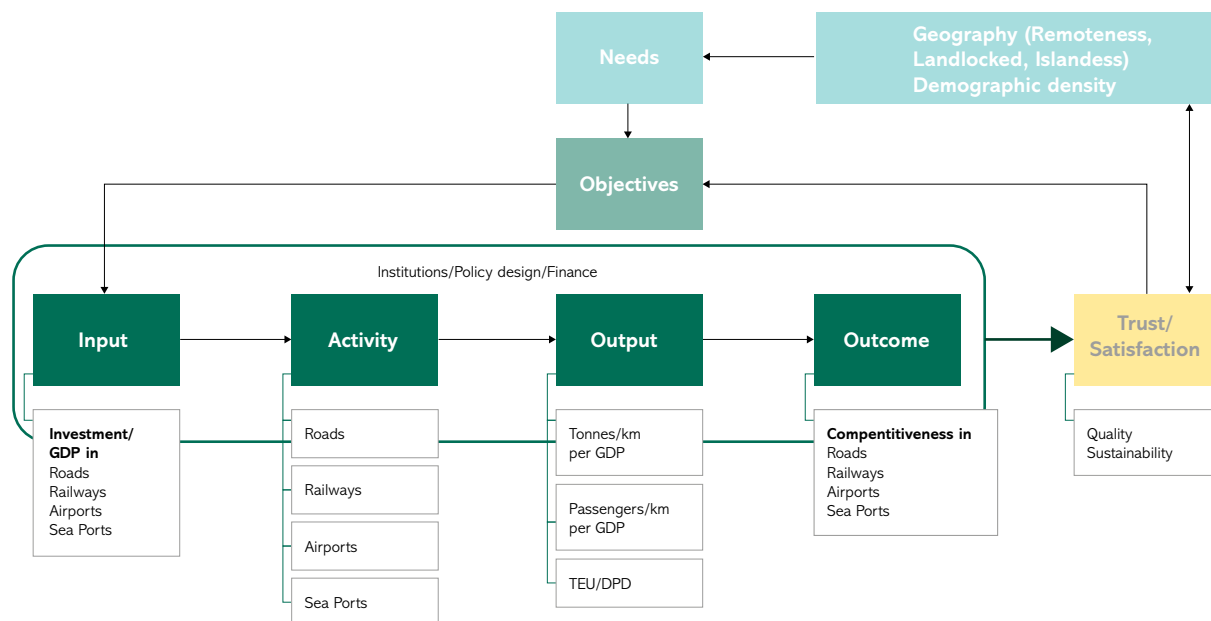 Needs
Geography (Remoteness,
Landlocked, Islandess)
Demographic density
Objectives
Institutions/Policy design/Finance
Input
Activity
Output
Outcome
Trust/
Satisfaction
Investment/
GDP in
Roads
Railways
Airports
Sea Ports
Roads
Railways
Airports
Sea Ports
Tonnes/km
per GDP
Passengers/km
per GDP
TEU/DPD
Compentitiveness in
Roads
Railways
Airports
Sea Ports
Quality
Sustainability